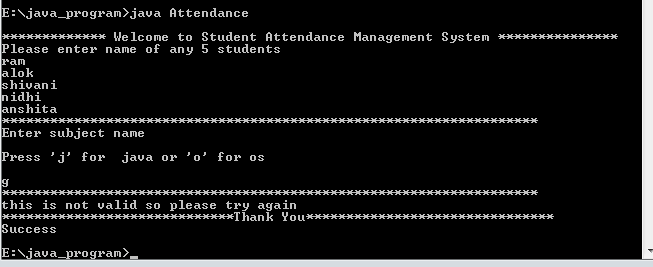 E:\java_program>java Attendance
************* Welcome to Student Attendance Management System ***************
Please enter name of any 5 students
ram
alok
shivani
nidhi
anshita
*******************************************************************
Enter subject name
Press 'j' for  java or 'o' for os
g
*******************************************************************
this is not valid so please try again
*****************************Thank You*******************************
Success
E:\java_program>_